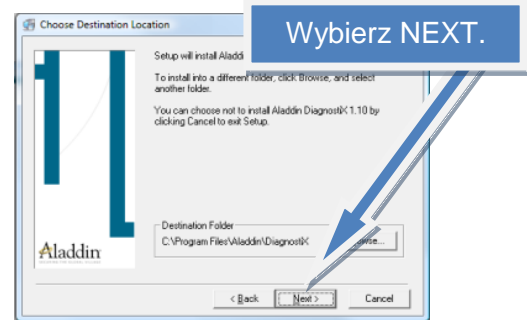 Choose Destination Location
Wybierz NEXT.
Setup will install Aladdi
To install into a different folder, click Browse, and select
another folder.
You can choose not to install Aladdin DiagnostiX 1.10 by
clicking Cancel to exit Setup.
Destination Folder
C:\Program Files\Aladdin\DiagnostiX
owse...
Aladdin
< Back
Next >
Cancel